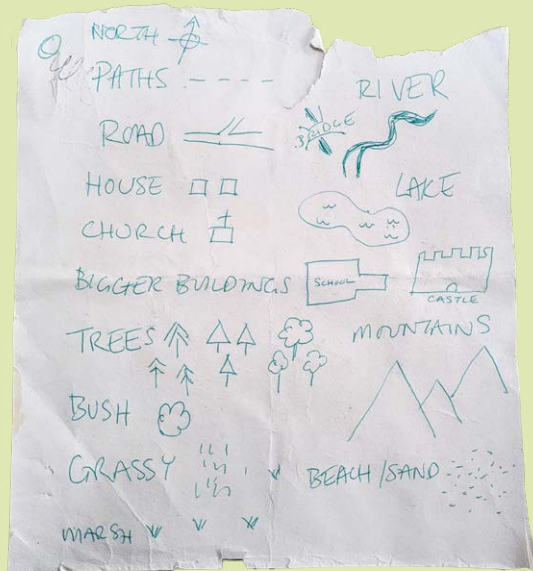 NORTH
PATHS
ROAD
HOUSE
CHURCH
BIGGER BUILDINGS
SCHOOL
CASTLE
TREES
BUSH
GRASSY
MARSH
RIVER
BRIDGE
LAKE
MOUNTAINS
BEACH/SAND